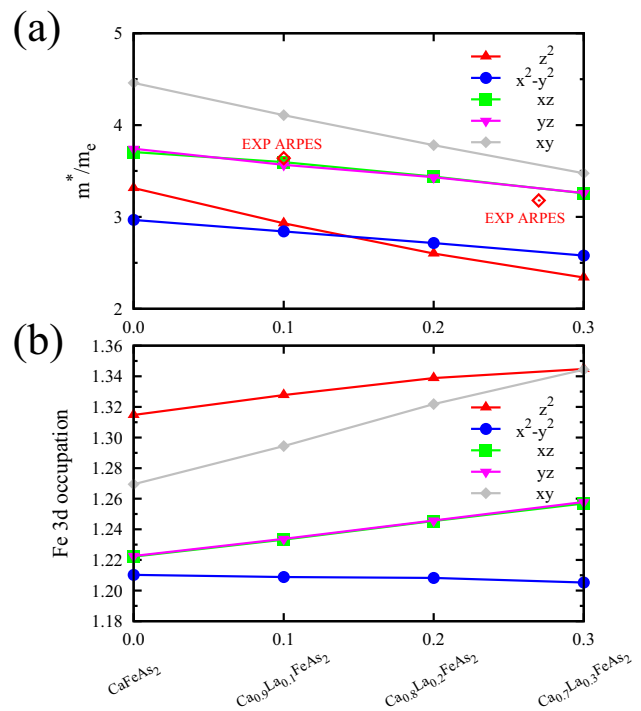 (a)
5
4
3
2
m*/mₑ
z²
x²-y²
xz
yz
xy
EXP ARPES
EXP ARPES
0.0 0.1 0.2 0.3
(b)
1.36
1.34
1.32
1.30
1.28
1.26
1.24
1.22
1.20
1.18
Fe 3d occupation
z²
x²-y²
xz
yz
xy
0.0 0.1 0.2 0.3
CaFeAs₂ Ca₀.₉La₀.₁FeAs₂ Ca₀.₈La₀.₂FeAs₂ Ca₀.₇La₀.₃FeAs₂